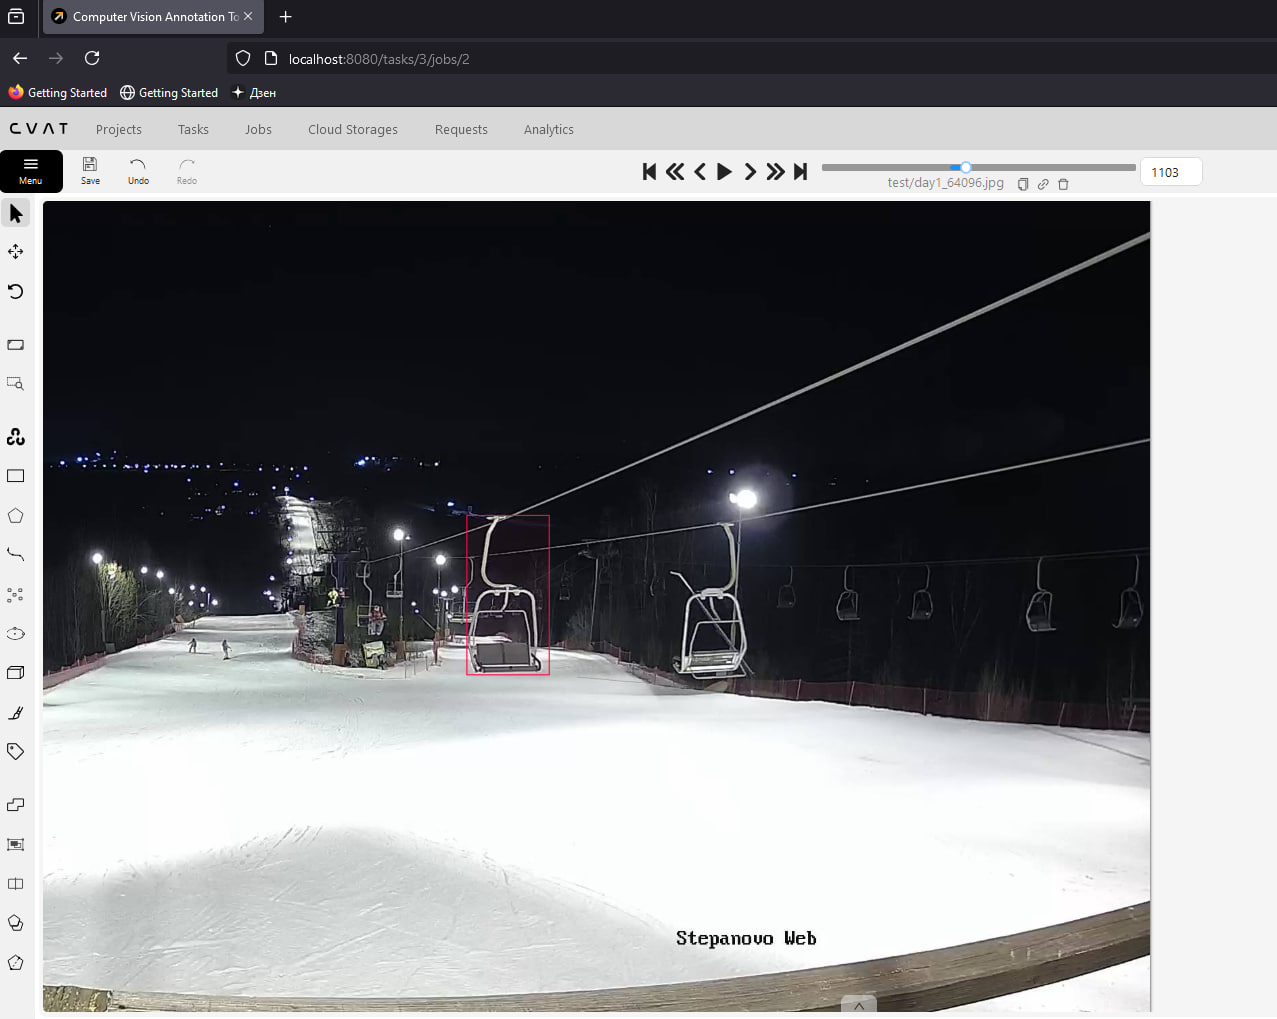 Computer Vision Annotation To
localhost:8080/tasks/3/jobs/2
Getting Started
Getting Started
Дзен
CVAT
Projects
Tasks
Jobs
Cloud Storages
Requests
Analytics
Menu
Save
Undo
Redo
test/day1_64096.jpg
1103
Stepanovo Web